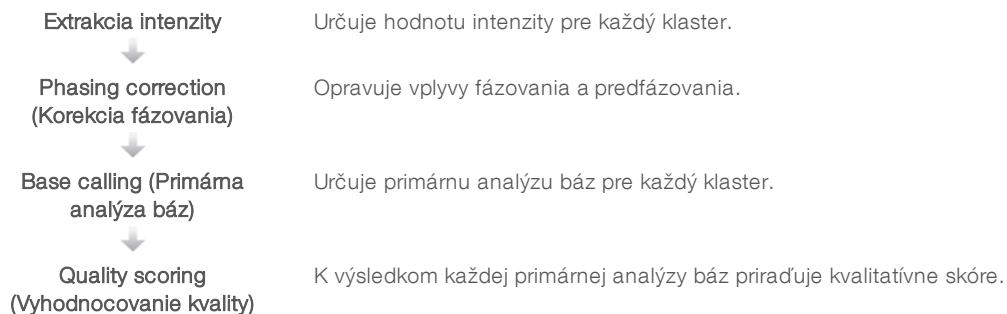 Extrakcia intenzity Určuje hodnotu intenzity pre každý klaster.
Phasing correction Opravuje vplyvy fázovania a predfázovania.
(Korekcia fázovania)
Base calling (Primárna Určuje primárnu analýzu báz pre každý klaster.
analýza báz)
Quality scoring K výsledkom každej primárnej analýzy báz priraďuje kvalitatívne skóre.
(Vyhodnocovanie kvality)